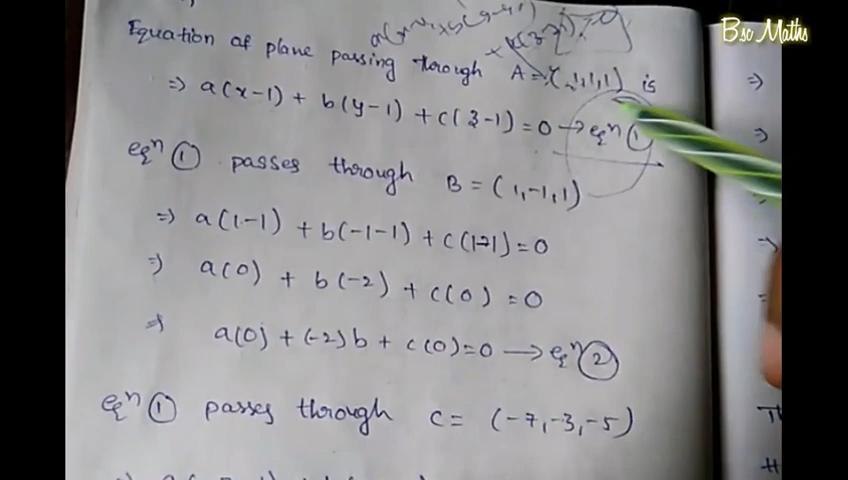 Bsc Maths
Equation of plane passing through A = (1,1,1) is
⇒ a(x-1) + b(y-1) + c(z-1) = 0 → eqⁿ ①
eqⁿ ① passes through B = (1,-1,1)
⇒ a(1-1) + b(-1-1) + c(1-1) = 0
⇒ a(0) + b(-2) + c(0) = 0
⇒ a(0) + (-2)b + c(0) = 0 → eqⁿ ②
eqⁿ ① passes through C = (-7,-3,-5)